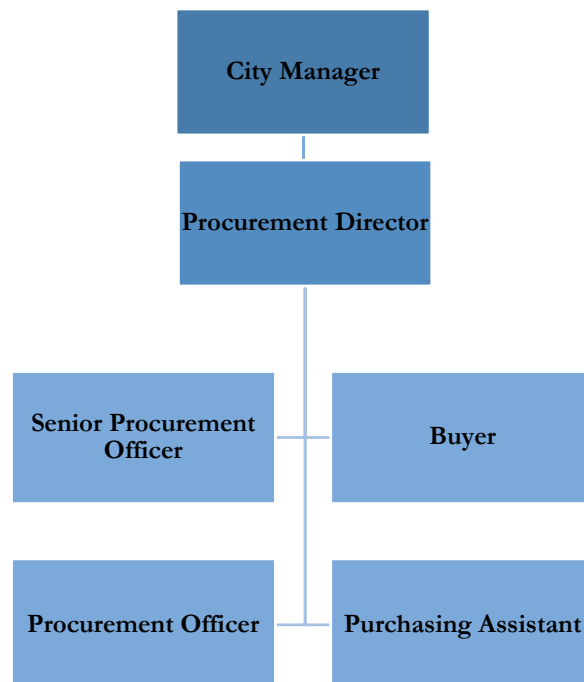 City Manager
Procurement Director
Senior Procurement
Officer
Buyer
Procurement Officer
Purchasing Assistant